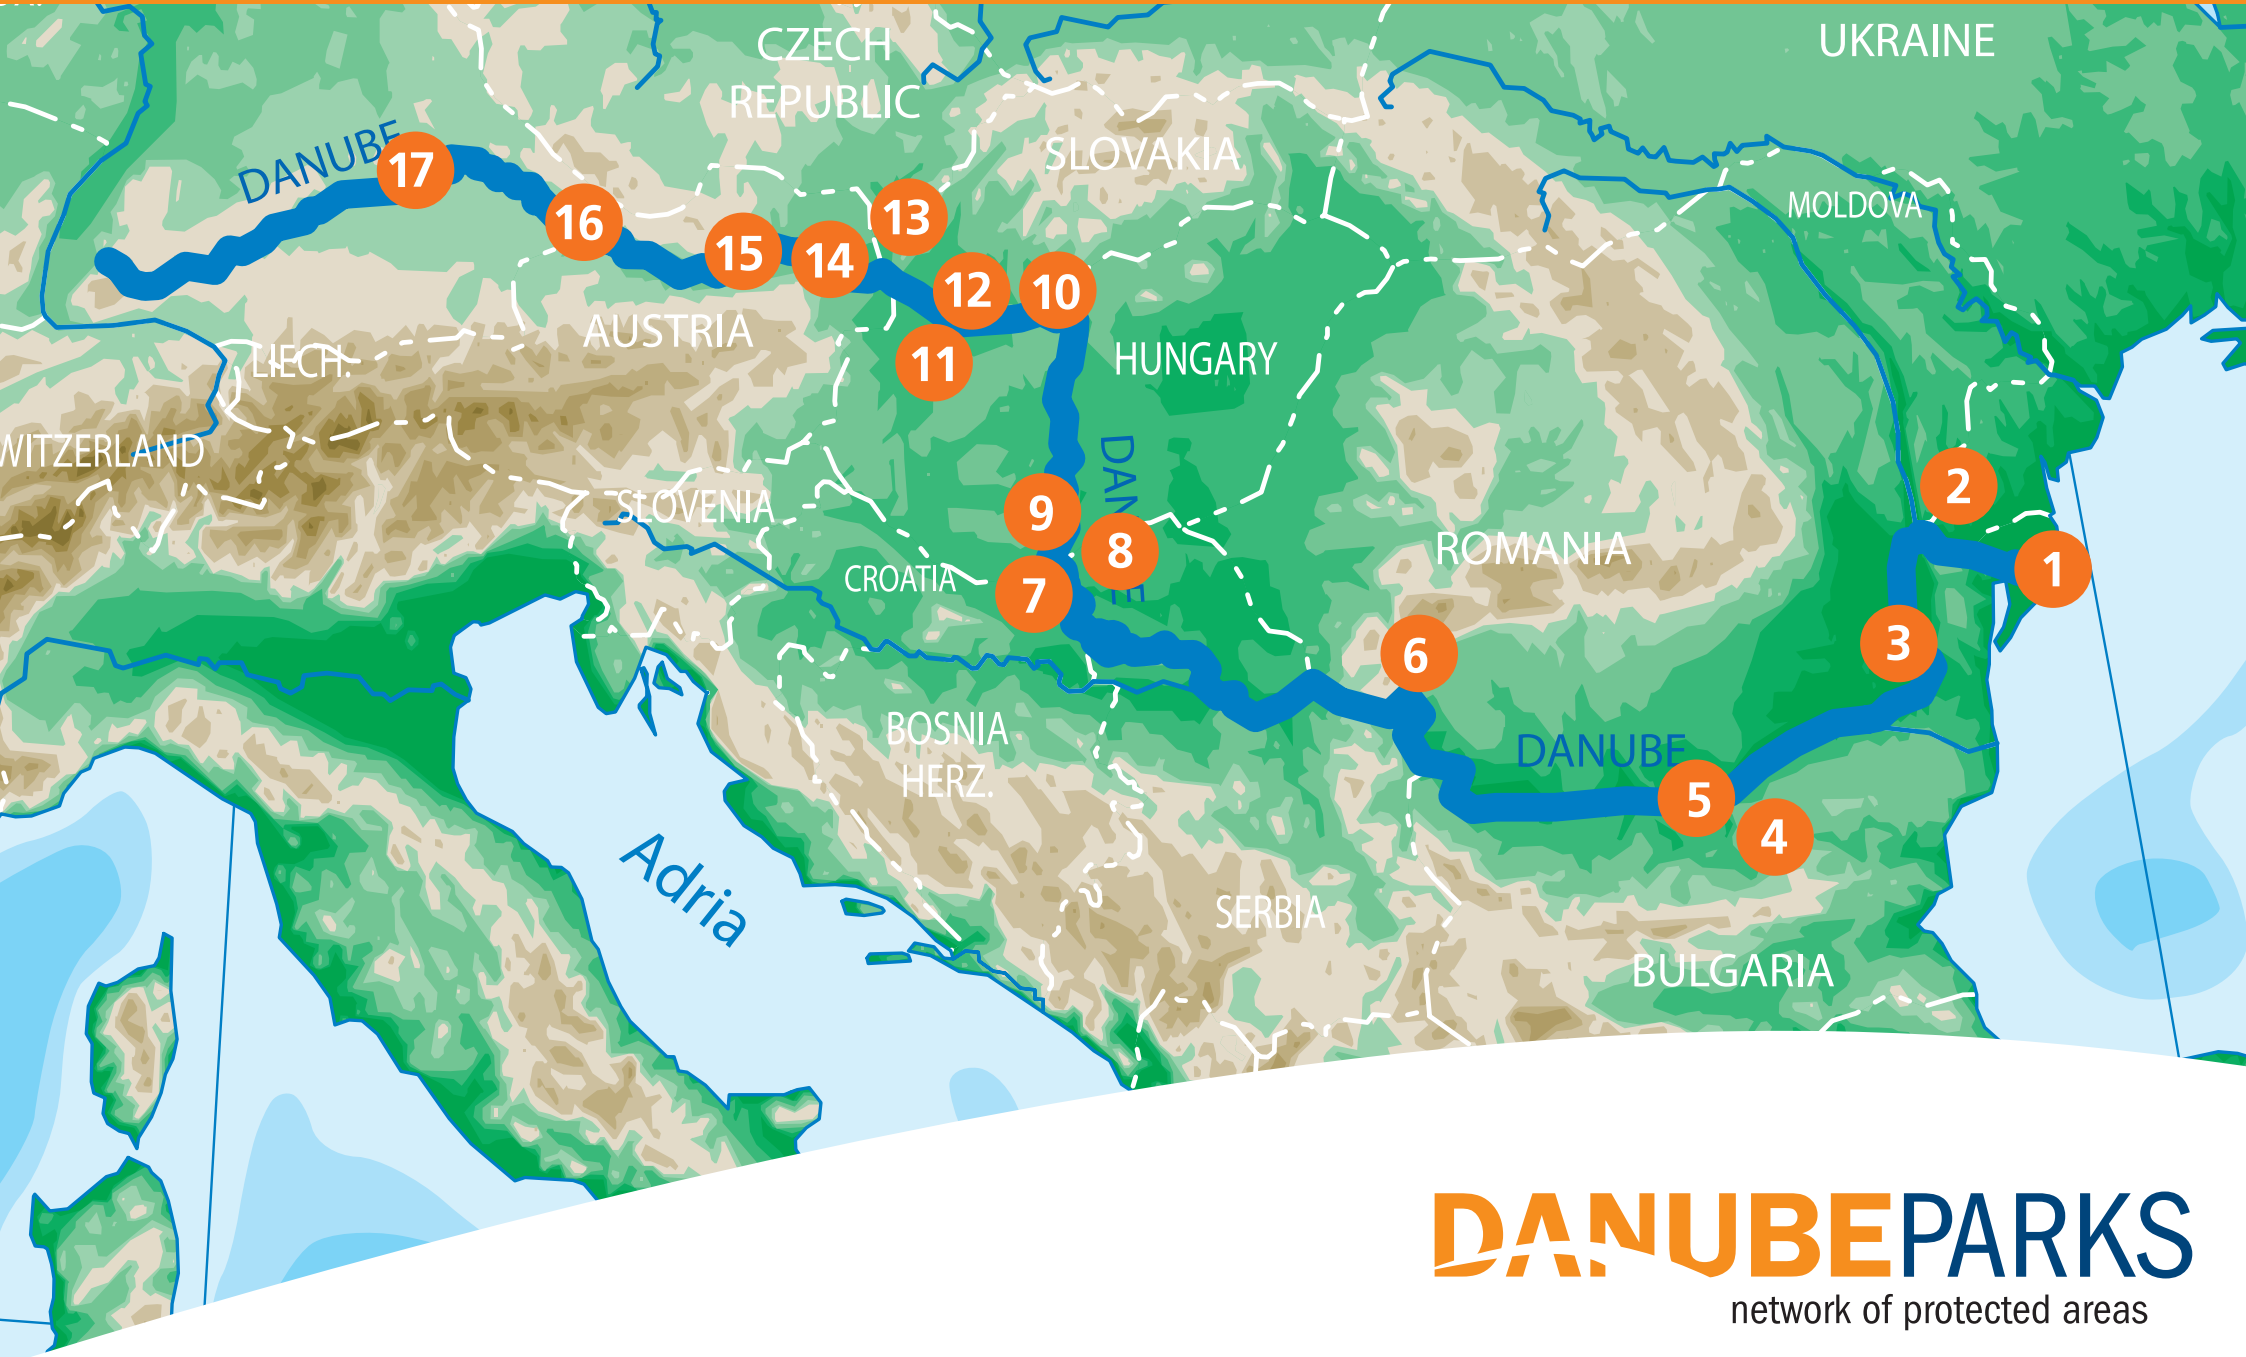 CZECH
REPUBLIC
UKRAINE
SLOVAKIA
MOLDOVA
DANUBE
17
16
15
14
13
12
10
11
AUSTRIA
HUNGARY
LIECH.
WITZERLAND
SLOVENIA
DANUBE
9
8
7
CROATIA
ROMANIA
2
1
3
6
BOSNIA
HERZ.
DANUBE
5
4
Adria
SERBIA
BULGARIA
DANUBEPARKS
network of protected areas